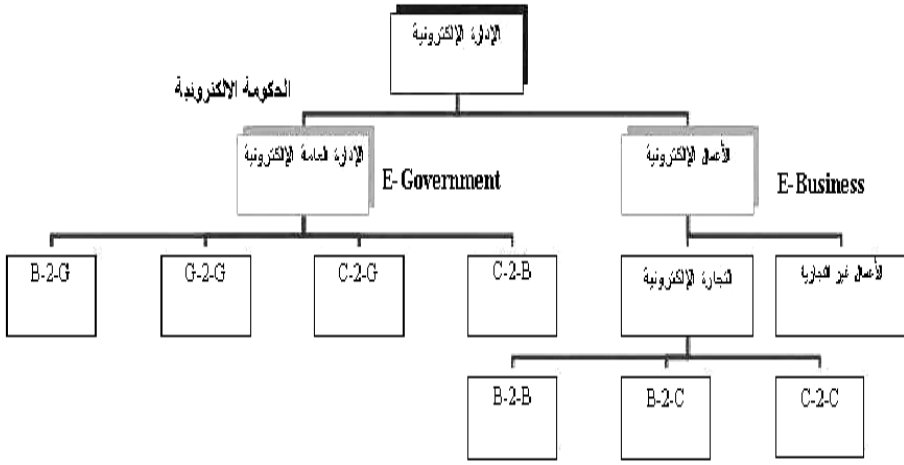 الإدارة الإلكترونية
الحكومة الالكترونية
الإدارة العامة الإلكترونية
E-Government
الأعمال الإلكترونية
E-Business
B-2-G
G-2-G
C-2-G
C-2-B
التجارة الإلكترونية
الأعمال غير التجارية
B-2-B
B-2-C
C-2-C